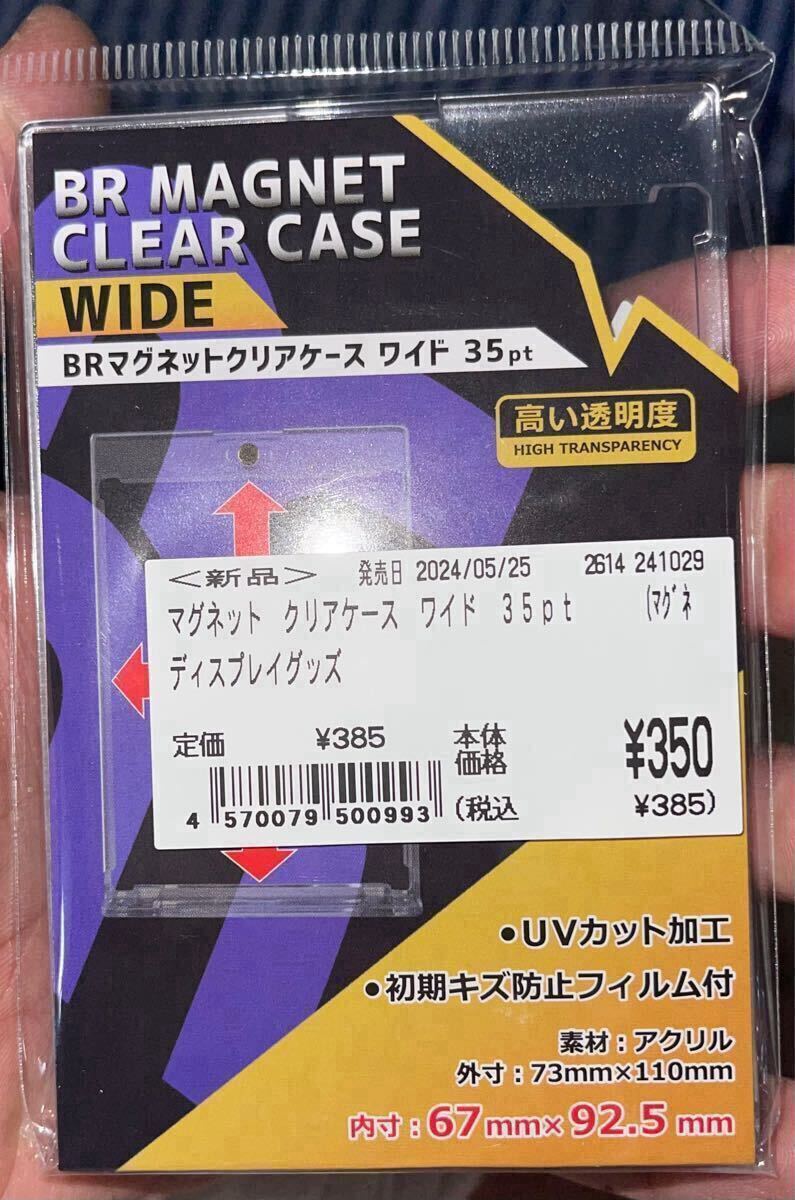 BR MAGNET
CLEAR CASE
WIDE
BRマグネットクリアケース ワイド 35pt
高い透明度
HIGH TRANSPARENCY
＜新品＞ 発売日 2024/05/25 2614 241029
マグネット クリアケース ワイド 35pt (マグネ
ディスプレイグッズ
定価 ¥385 本体価格 ¥350
4 570079 500993 (税込 ¥385)
•UVカット加工
•初期キズ防止フィルム付
素材：アクリル
外寸：73mm×110mm
内寸：67mm×92.5mm